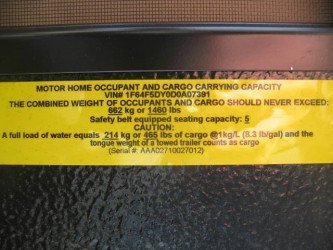 MOTOR HOME OCCUPANT AND CARGO CARRYING CAPACITY
VIN# 1F64F5DY0D0A07391
THE COMBINED WEIGHT OF OCCUPANTS AND CARGO SHOULD NEVER EXCEED:
662 kg or 1460 lbs
Safety belt equipped seating capacity: 5
CAUTION:
A full load of water equals 214 kg or 465 lbs of cargo @1kg/L (8.3 lb/gal) and the
tongue weight of a towed trailer counts as cargo
(Serial #: AAA02710027012)